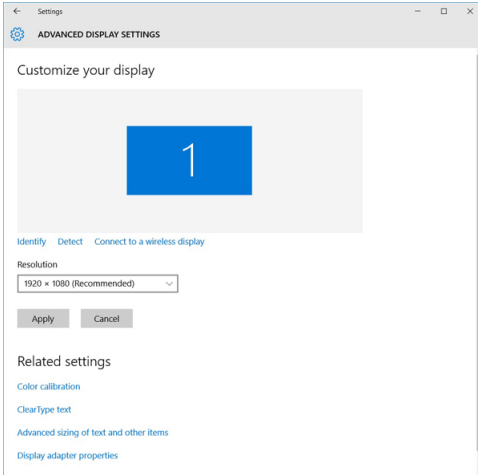 Settings
ADVANCED DISPLAY SETTINGS
Customize your display
1
Identify Detect Connect to a wireless display
Resolution
1920 × 1080 (Recommended)
Apply Cancel
Related settings
Color calibration
ClearType text
Advanced sizing of text and other items
Display adapter properties